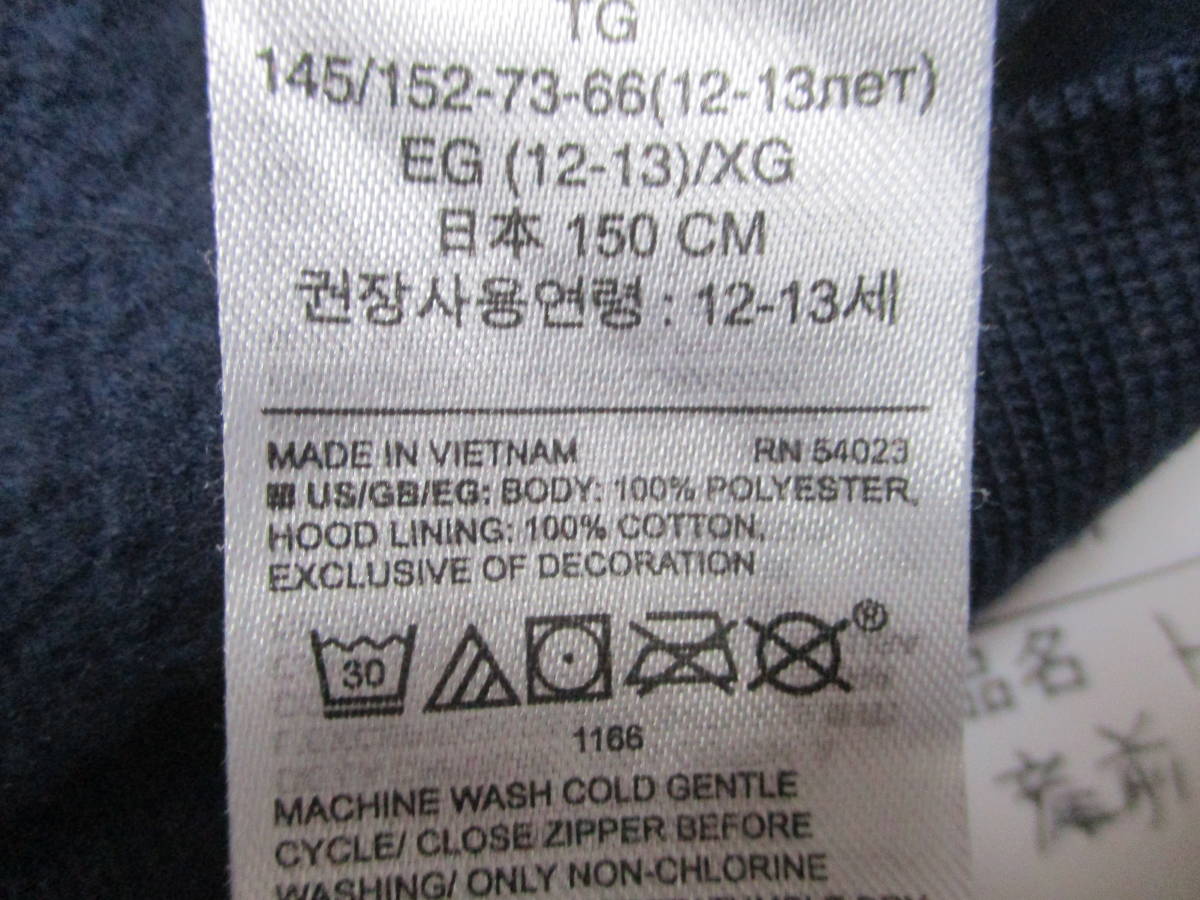 TG
145/152-73-66(12-13лет)
EG (12-13)/XG
日本 150 CM
권장사용연령 : 12-13세
MADE IN VIETNAM RN 54023
US/GB/EG: BODY: 100% POLYESTER,
HOOD LINING: 100% COTTON,
EXCLUSIVE OF DECORATION
30 ®
1166
MACHINE WASH COLD GENTLE
CYCLE/ CLOSE ZIPPER BEFORE
WASHING/ ONLY NON-CHLORINE
品名